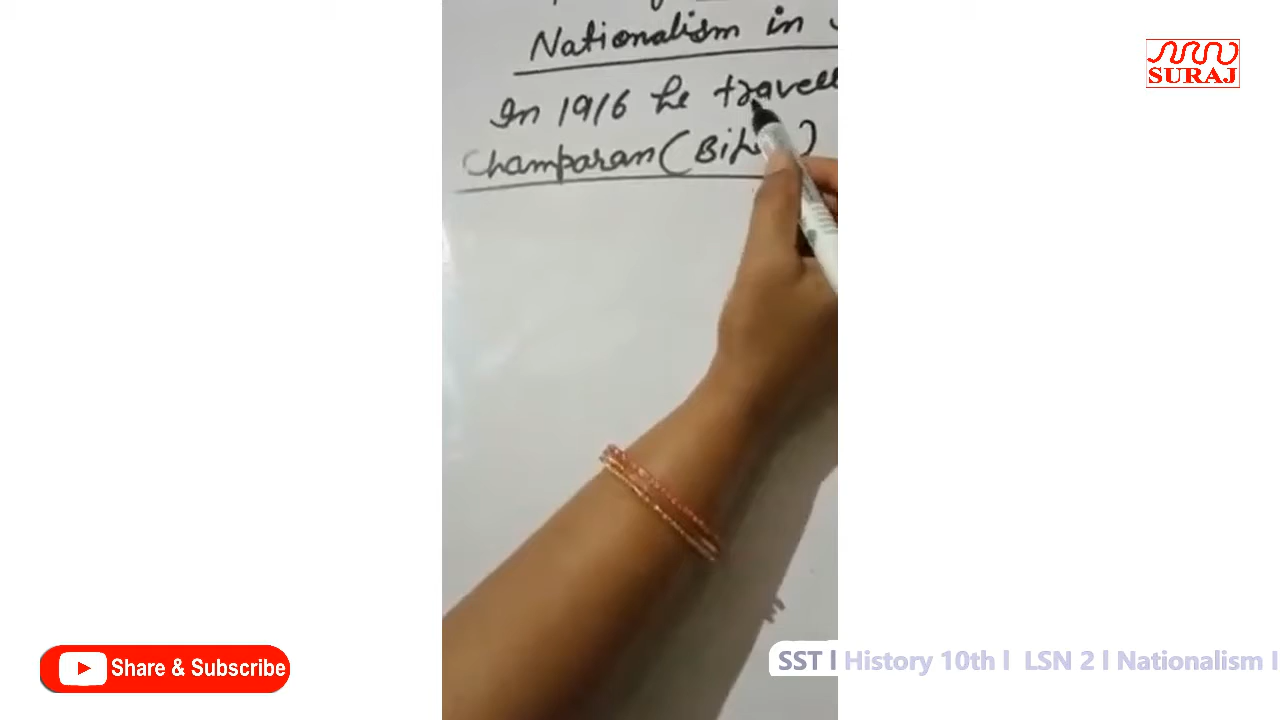 Nationalism in
In 1916 he travell
Champaran (Bih )
SURAJ
Share & Subscribe
SST l History 10th l LSN 2 l Nationalism I